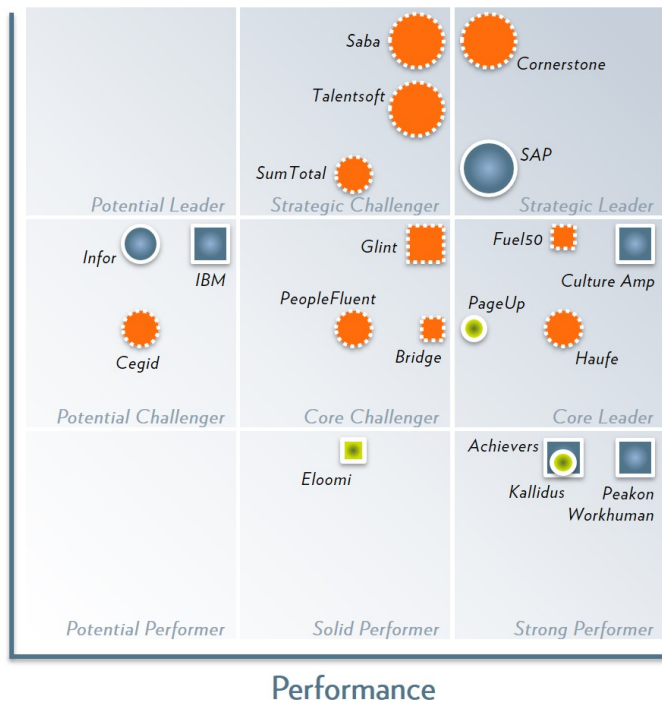 Saba
Cornerstone
Talentsoft
SAP
SumTotal
Potential Leader
Strategic Challenger
Strategic Leader
Infor
IBM
Glint
Fuel50
Culture Amp
Cegid
PeopleFluent
Bridge
PageUp
Haufe
Potential Challenger
Core Challenger
Core Leader
Eloomi
Achievers
Kallidus
Peakon
Workhuman
Potential Performer
Solid Performer
Strong Performer
Performance